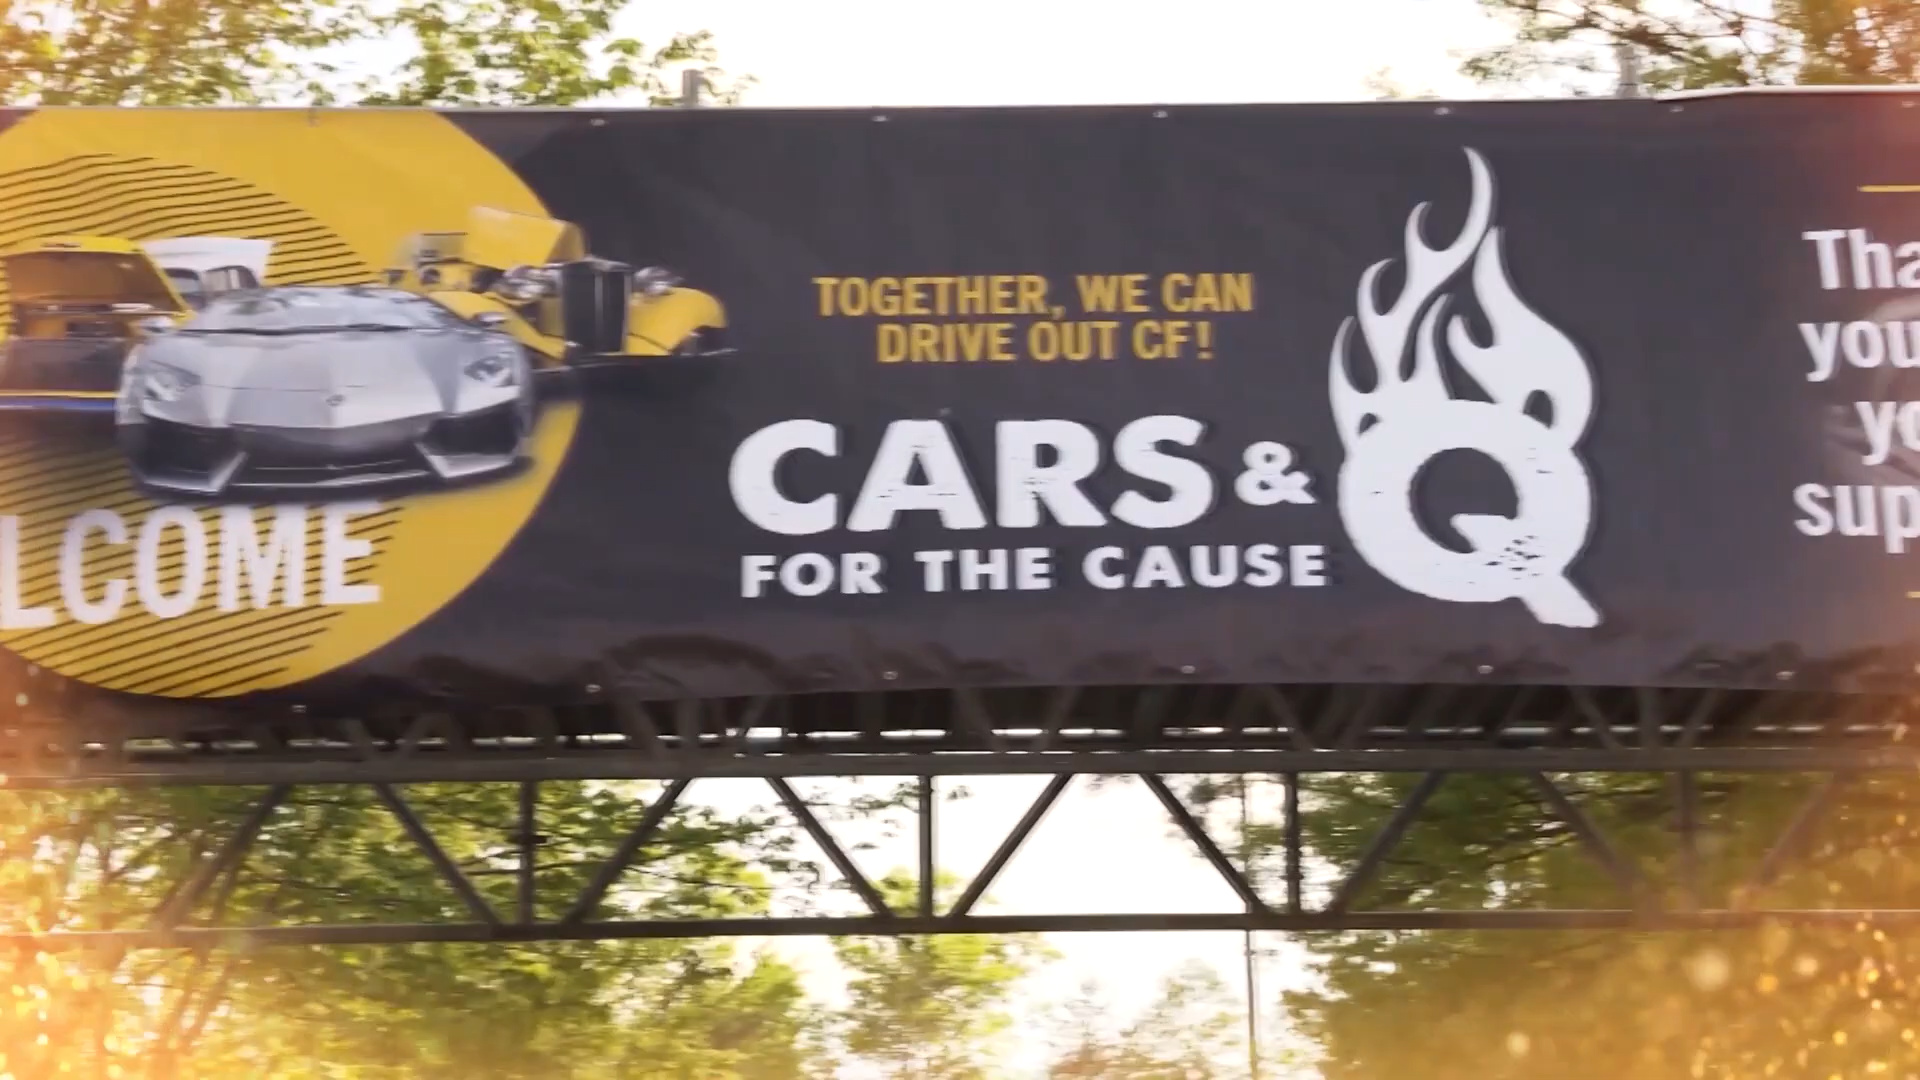 LCOME
TOGETHER, WE CAN
DRIVE OUT CF!
CARS & Q
FOR THE CAUSE
Tha
you
yo
sup